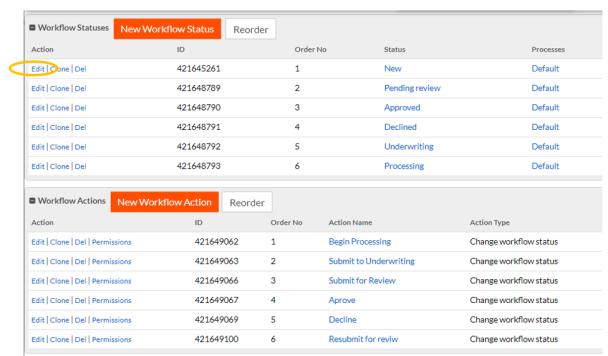 Workflow Statuses New Workflow Status Reorder
Action ID Order No Status Processes
Edit | Clone | Del 421645261 1 New Default
Edit | Clone | Del 421648789 2 Pending review Default
Edit | Clone | Del 421648790 3 Approved Default
Edit | Clone | Del 421648791 4 Declined Default
Edit | Clone | Del 421648792 5 Underwriting Default
Edit | Clone | Del 421648793 6 Processing Default
Workflow Actions New Workflow Action Reorder
Action ID Order No Action Name Action Type
Edit | Clone | Del | Permissions 421649062 1 Begin Processing Change workflow status
Edit | Clone | Del | Permissions 421649063 2 Submit to Underwriting Change workflow status
Edit | Clone | Del | Permissions 421649066 3 Submit for Review Change workflow status
Edit | Clone | Del | Permissions 421649067 4 Aprove Change workflow status
Edit | Clone | Del | Permissions 421649069 5 Decline Change workflow status
Edit | Clone | Del | Permissions 421649100 6 Resubmit for reviw Change workflow status